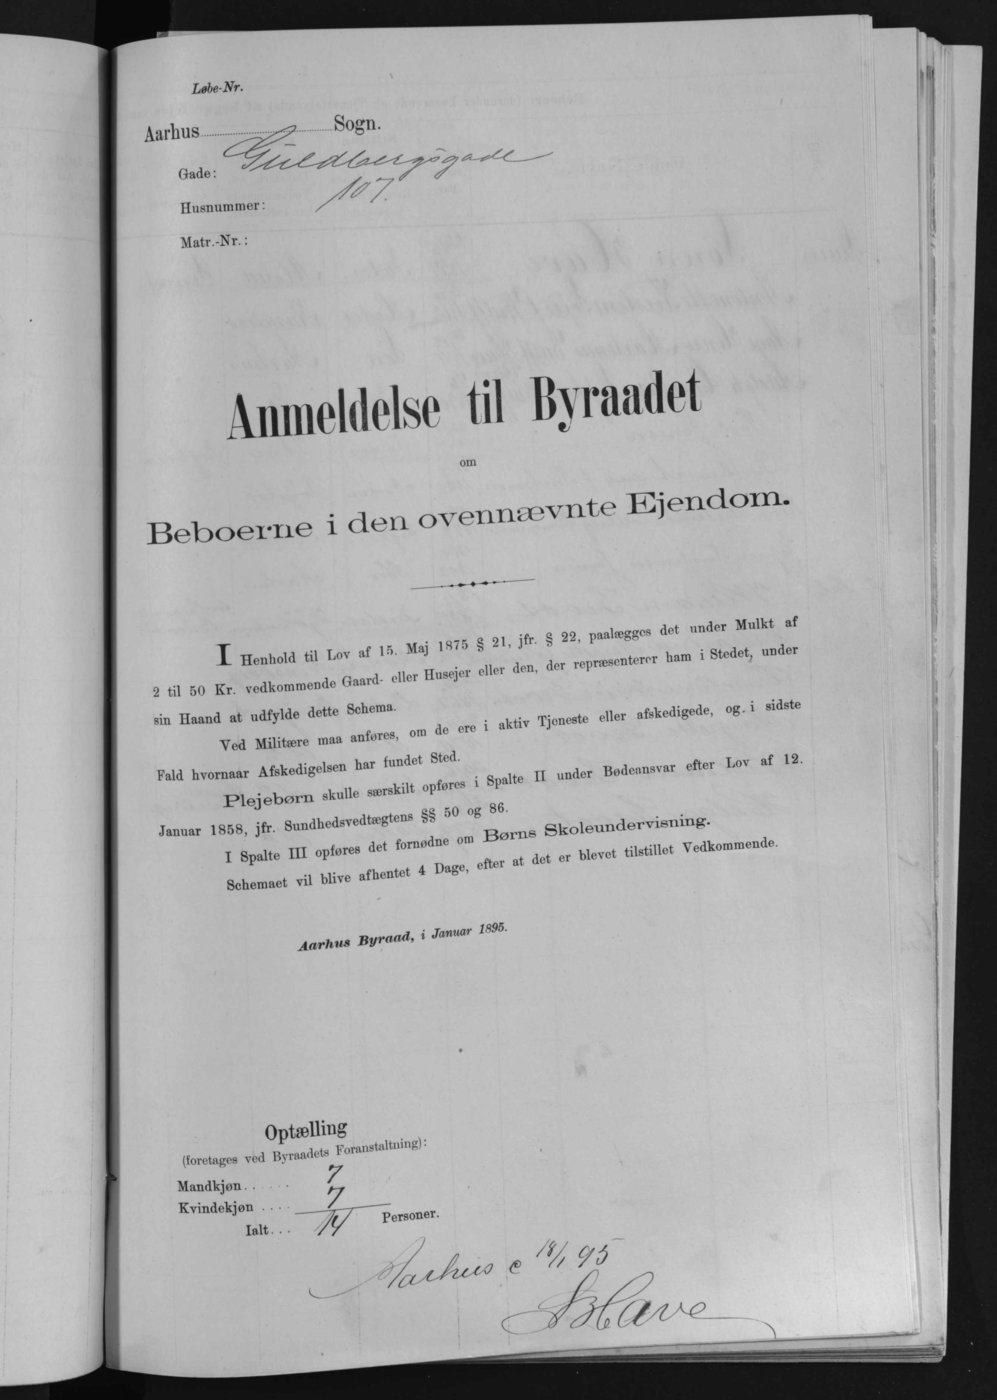 Løbe-Nr.
Aarhus Sogn.
Gade: Guldbergsgade
Husnummer: 107.
Matr.-Nr.:
Anmeldelse til Byraadet
om
Beboerne i den ovennævnte Ejendom.
I Henhold til Lov af 15. Maj 1875 § 21, jfr. § 22, paalægges det under Mulkt af
2 til 50 Kr. vedkommende Gaard- eller Husejer eller den, der repræsenterer ham i Stedet, under
sin Haand at udfylde dette Schema.
Ved Militære maa anføres, om de ere i aktiv Tjeneste eller afskedigede, og i sidste
Fald hvornaar Afskedigelsen har fundet Sted.
Plejebørn skulle særskilt opføres i Spalte II under Bødeansvar efter Lov af 12.
Januar 1858, jfr. Sundhedsvedtægtens §§ 50 og 86.
I Spalte III opføres det fornødne om Børns Skoleundervisning.
Schemaet vil blive afhentet 4 Dage, efter at det er blevet tilstillet Vedkommende.
Aarhus Byraad, i Januar 1895.
Optælling
(foretages ved Byraadets Foranstaltning):
Mandkjøn...... 7
Kvindekjøn .... 7
Ialt... 14 Personer.
Aarhus 18/1 95
Have